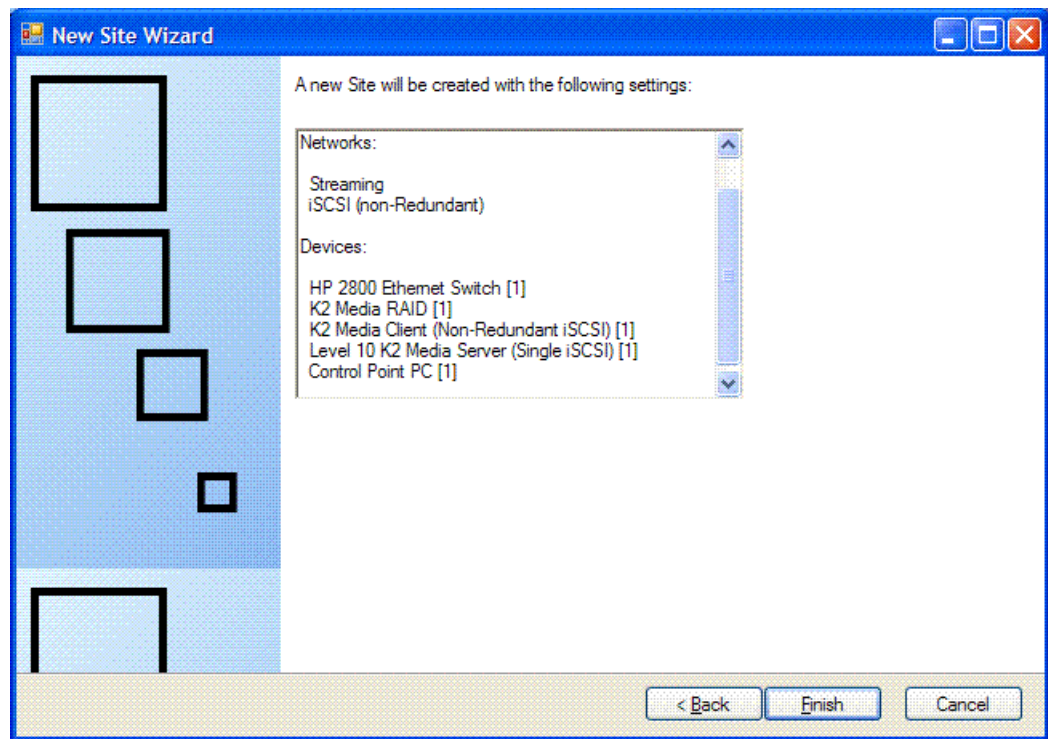 New Site Wizard
A new Site will be created with the following settings:
Networks:
Streaming
iSCSI (non-Redundant)
Devices:
HP 2800 Ethernet Switch [1]
K2 Media RAID [1]
K2 Media Client (Non-Redundant iSCSI) [1]
Level 10 K2 Media Server (Single iSCSI) [1]
Control Point PC [1]
< Back Finish Cancel